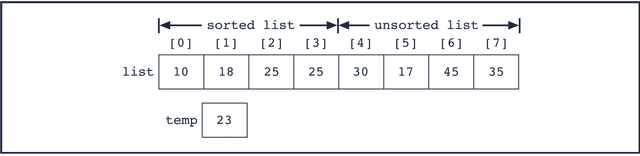 sorted list unsorted list
[0] [1] [2] [3] [4] [5] [6] [7]
list 10 18 25 25 30 17 45 35
temp 23